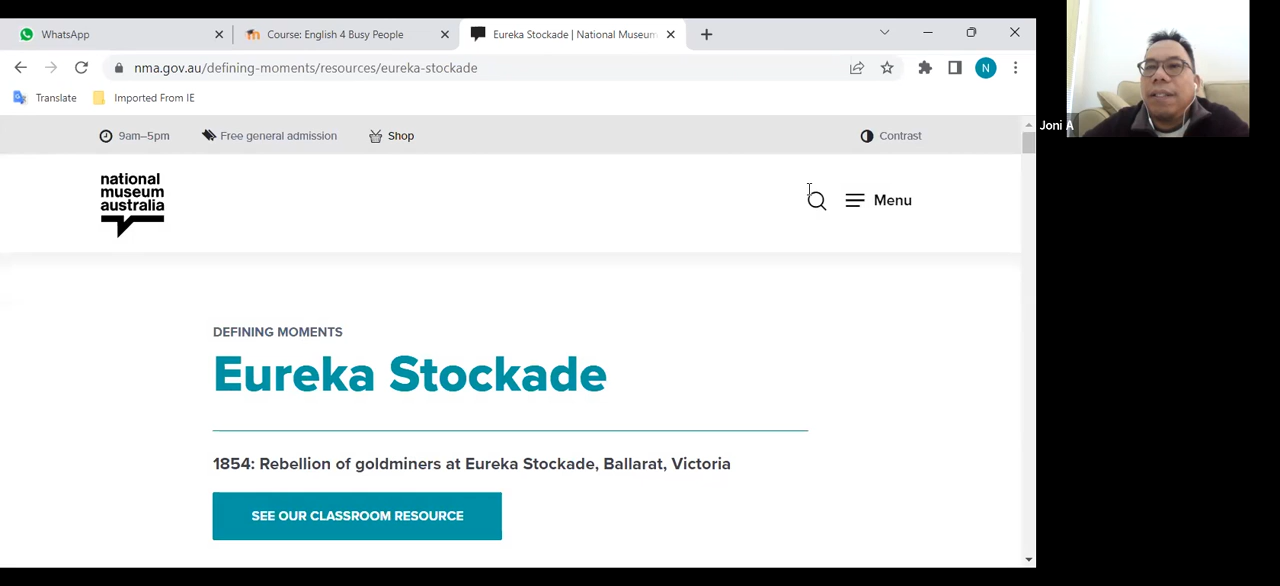 WhatsApp
Course: English 4 Busy People
Eureka Stockade | National Museum
nma.gov.au/defining-moments/resources/eureka-stockade
N
Translate
Imported From IE
9am–5pm
Free general admission
Shop
Contrast
national
museum
australia
Menu
DEFINING MOMENTS
Eureka Stockade
1854: Rebellion of goldminers at Eureka Stockade, Ballarat, Victoria
SEE OUR CLASSROOM RESOURCE
Joni A